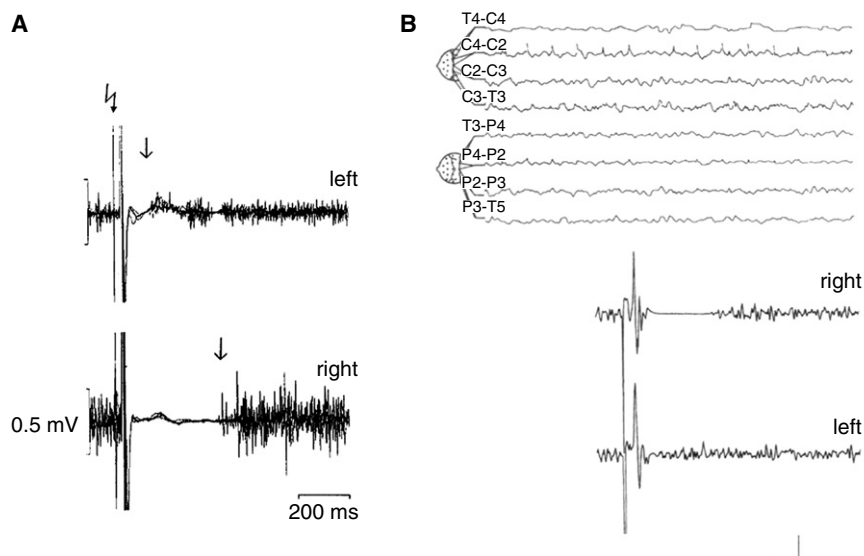 A
left
right
0.5 mV
200 ms
B
T4-C4
C4-C2
C2-C3
C3-T3
T3-P4
P4-P2
P2-P3
P3-T5
right
left